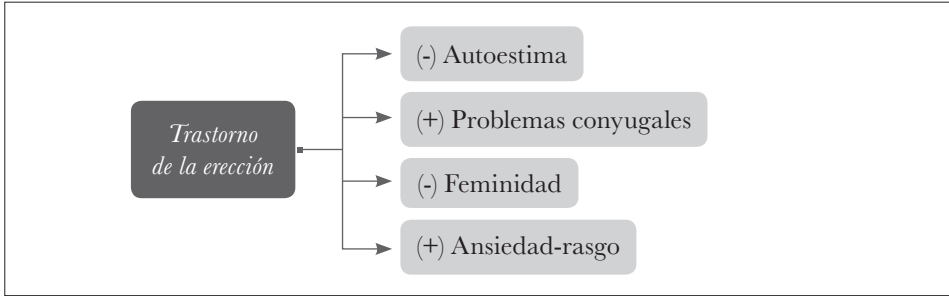 Trastorno
de la erección
(-) Autoestima
(+) Problemas conyugales
(-) Feminidad
(+) Ansiedad-rasgo